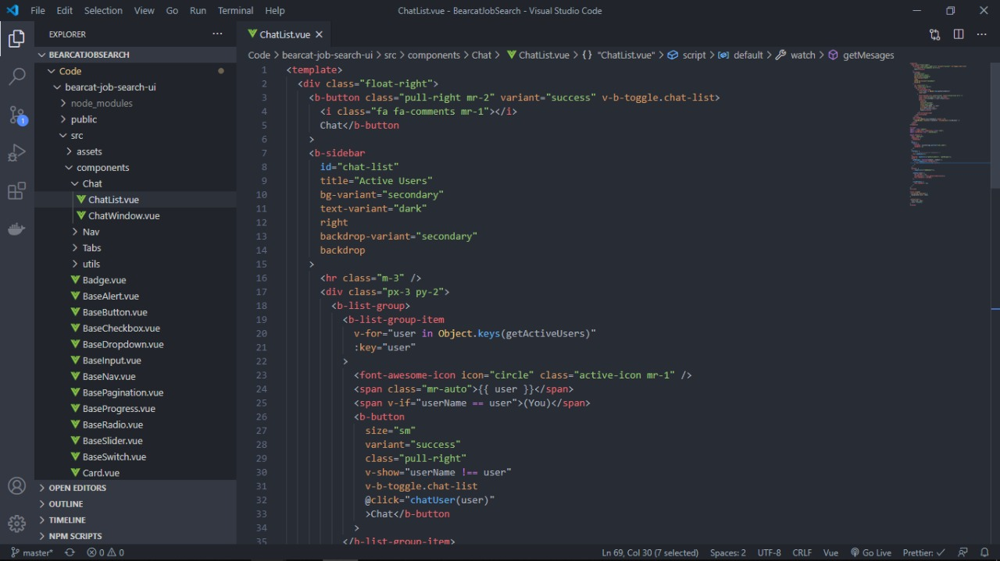 File Edit Selection View Go Run Terminal Help
ChatList.vue - BearcatJobSearch - Visual Studio Code
EXPLORER
BEARCATJOBSEARCH
Code
bearcat-job-search-ui
node_modules
public
src
assets
components
Chat
ChatList.vue
ChatWindow.vue
Nav
Tabs
utils
Badge.vue
BaseAlert.vue
BaseButton.vue
BaseCheckbox.vue
BaseDropdown.vue
BaseInput.vue
BaseNav.vue
BasePagination.vue
BaseProgress.vue
BaseRadio.vue
BaseSlider.vue
BaseSwitch.vue
Card.vue
OPEN EDITORS
OUTLINE
TIMELINE
NPM SCRIPTS
1
ChatList.vue
Code > bearcat-job-search-ui > src > components > Chat > ChatList.vue > {} "ChatList.vue" > script > default > watch > getMesages
1 <template>
2 <div class="float-right">
3 <b-button class="pull-right mr-2" variant="success" v-b-toggle.chat-list>
4 <i class="fa fa-comments mr-1"></i>
5 Chat</b-button
6 >
7 <b-sidebar
8 id="chat-list"
9 title="Active Users"
10 bg-variant="secondary"
11 text-variant="dark"
12 right
13 backdrop-variant="secondary"
14 backdrop
15 >
16 <hr class="m-3" />
17 <div class="px-3 py-2">
18 <b-list-group>
19 <b-list-group-item
20 v-for="user in Object.keys(getActiveUsers)"
21 :key="user"
22 >
23 <font-awesome-icon icon="circle" class="active-icon mr-1" />
24 <span class="mr-auto">{{ user }}</span>
25 <span v-if="userName == user">(You)</span>
26 <b-button
27 size="sm"
28 variant="success"
29 class="pull-right"
30 v-show="userName !== user"
31 v-b-toggle.chat-list
32 @click="chatUser(user)"
33 >Chat</b-button
34 >
35 </b-list-group-item>
master* 0 0 Ln 69, Col 30 (7 selected) Spaces: 2 UTF-8 CRLF Vue Go Live Prettier: ✓